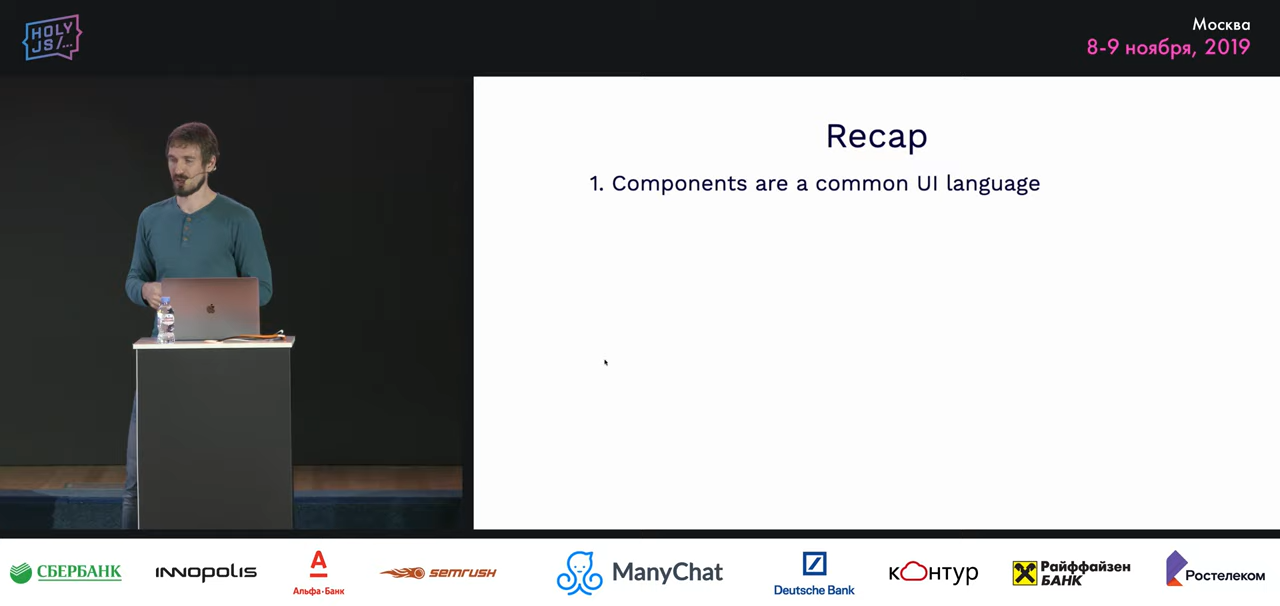 HOLY
JS/...
Москва
8-9 ноября, 2019
Recap
1. Components are a common UI language
СБЕРБАНК
INNOPOLIS
Альфа·Банк
semrush
ManyChat
Deutsche Bank
контур
Райффайзен
БАНК
Ростелеком